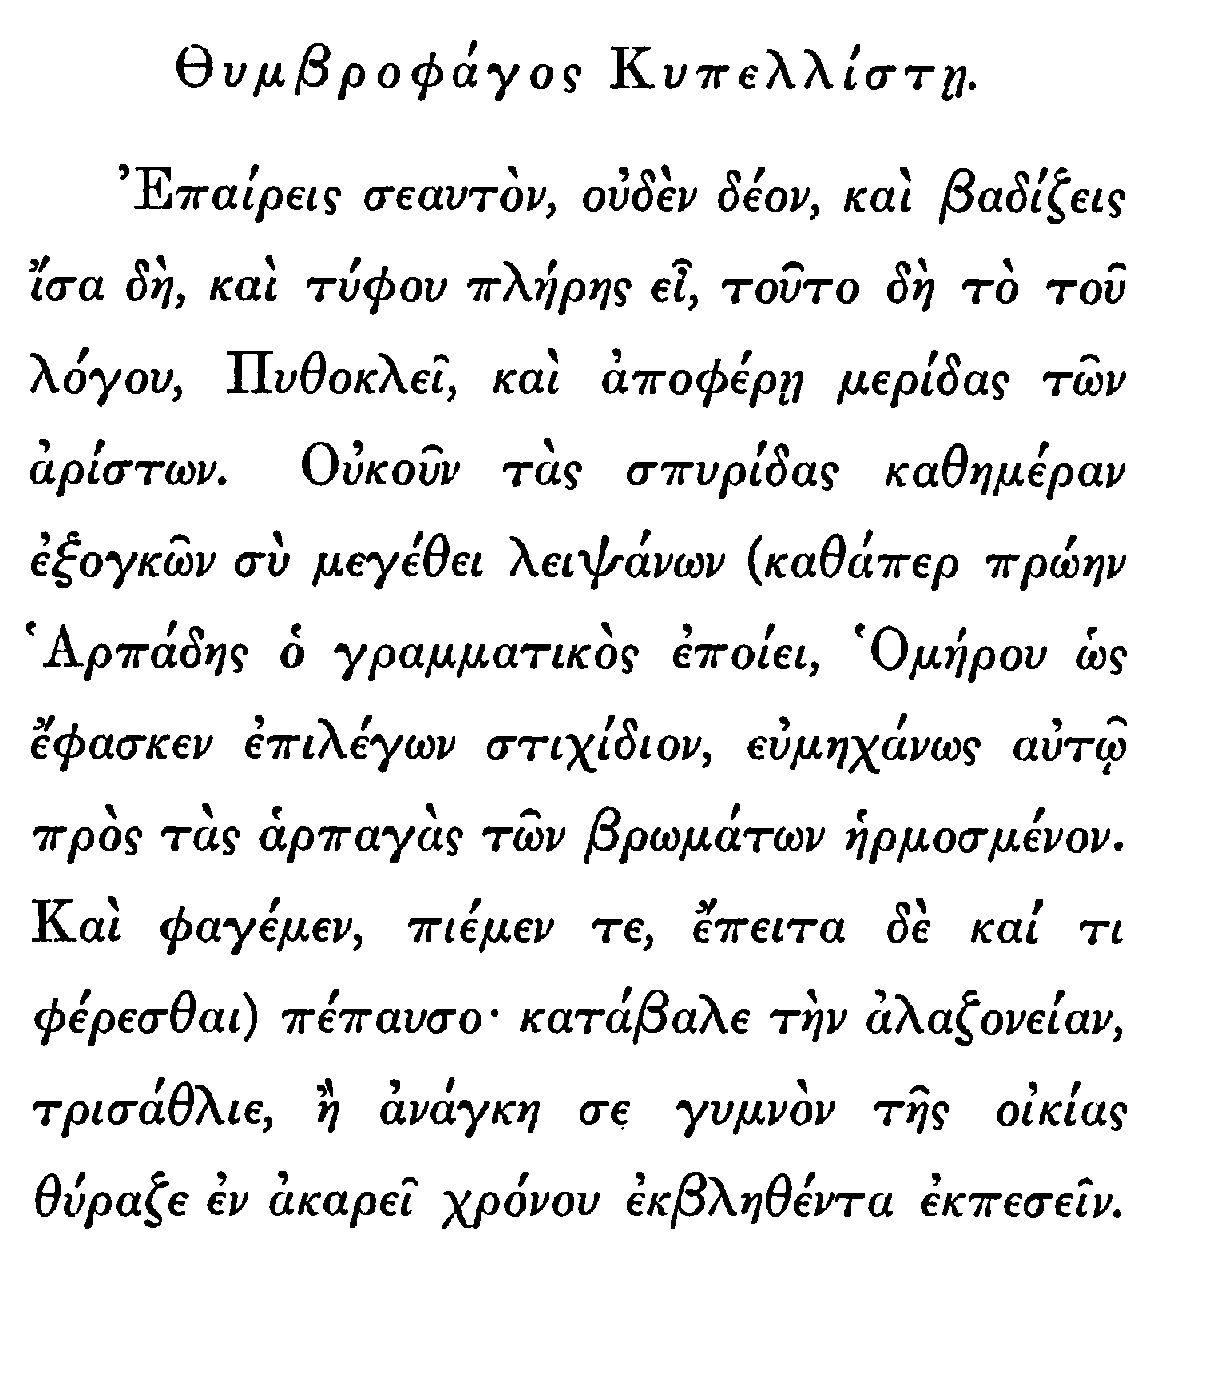 Θυμβροφάγος Κυπελλίστῃ.
Ἐπαίρεις σεαυτὸν, οὐδὲν δέον, καὶ βαδίζεις
ἴσα δὴ, καὶ τύφου πλήρης εἶ, τοῦτο δὴ τὸ τοῦ
λόγου, Πυθοκλεῖ, καὶ ἀποφέρῃ μερίδας τῶν
ἀρίστων. Οὐκοῦν τὰς σπυρίδας καθημέραν
ἐξογκῶν σὺ μεγέθει λειψάνων (καθάπερ πρώην
Ἁρπάδης ὁ γραμματικὸς ἐποίει, Ὁμήρου ὡς
ἔφασκεν ἐπιλέγων στιχίδιον, εὐμηχάνως αὐτῷ
πρὸς τὰς ἁρπαγὰς τῶν βρωμάτων ἡρμοσμένον.
Καὶ φαγέμεν, πιέμεν τε, ἔπειτα δὲ καί τι
φέρεσθαι) πέπαυσο· κατάβαλε τὴν ἀλαζονείαν,
τρισάθλιε, ἢ ἀνάγκη σε γυμνὸν τῆς οἰκίας
θύραζε ἐν ἀκαρεῖ χρόνου ἐκβληθέντα ἐκπεσεῖν.